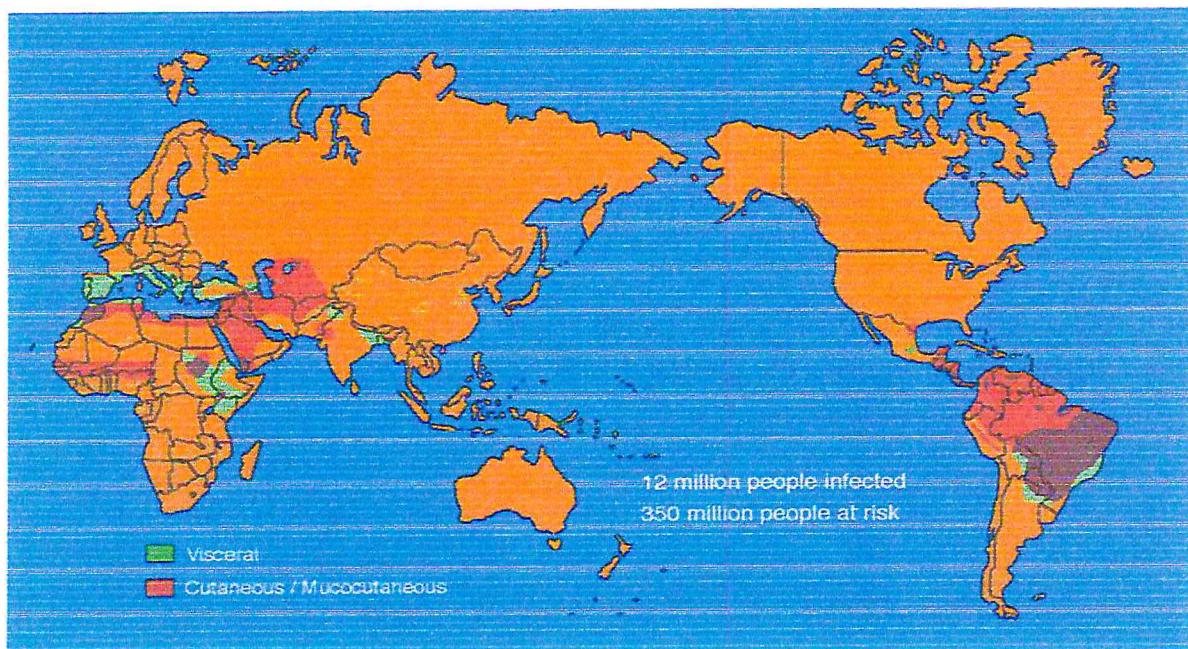 12 million people infected
350 million people at risk
Visceral
Cutaneous / Mucocutaneous